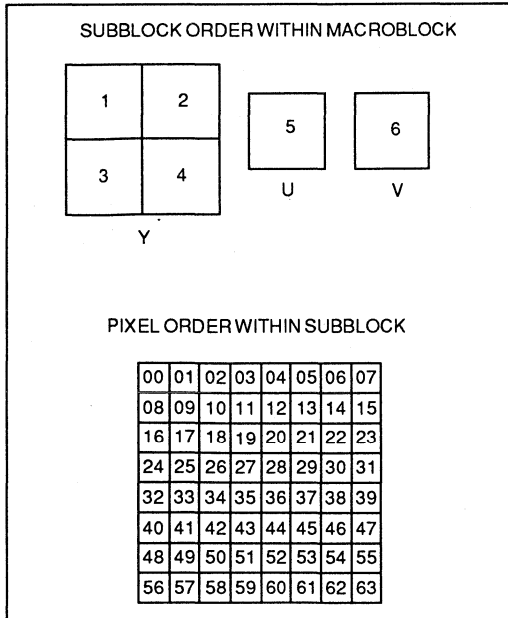 SUBBLOCK ORDER WITHIN MACROBLOCK
1 2
5 6
3 4
U V
Y
PIXEL ORDER WITHIN SUBBLOCK
00 01 02 03 04 05 06 07
08 09 10 11 12 13 14 15
16 17 18 19 20 21 22 23
24 25 26 27 28 29 30 31
32 33 34 35 36 37 38 39
40 41 42 43 44 45 46 47
48 49 50 51 52 53 54 55
56 57 58 59 60 61 62 63